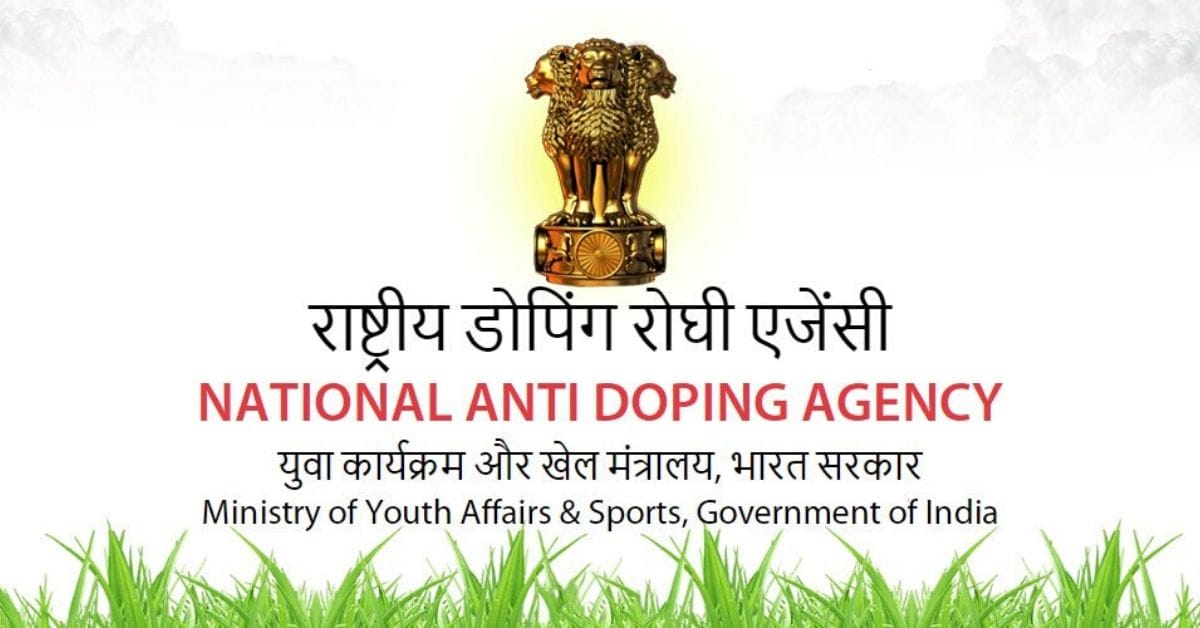 राष्ट्रीय डोपिंग रोघी एजेंसी
NATIONAL ANTI DOPING AGENCY
युवा कार्यक्रम और खेल मंत्रालय, भारत सरकार
Ministry of Youth Affairs & Sports, Government of India